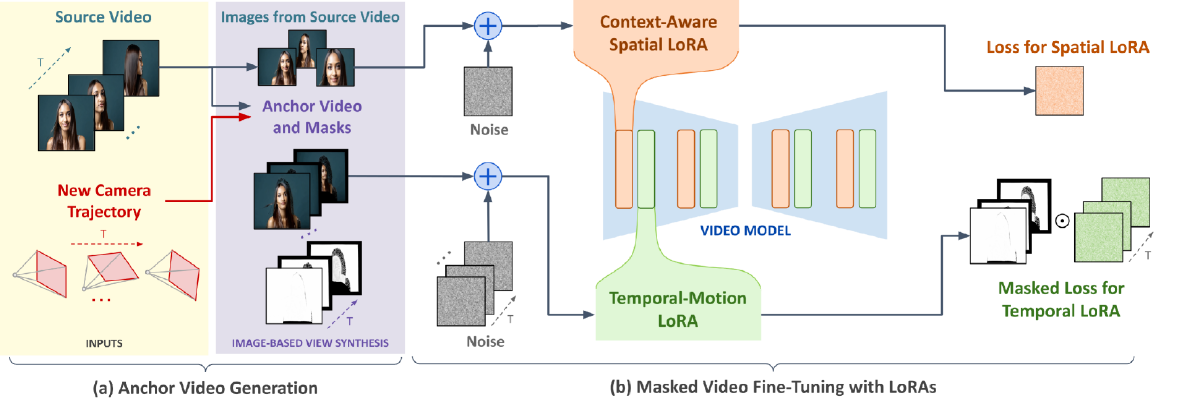 Source Video
T
New Camera
Trajectory
T
INPUTS
Images from Source Video
Anchor Video
and Masks
T
IMAGE-BASED VIEW SYNTHESIS
Noise
T
Noise
Context-Aware
Spatial LoRA
VIDEO MODEL
Temporal-Motion
LoRA
Loss for Spatial LoRA
T
Masked Loss for
Temporal LoRA
(a) Anchor Video Generation
(b) Masked Video Fine-Tuning with LoRAs